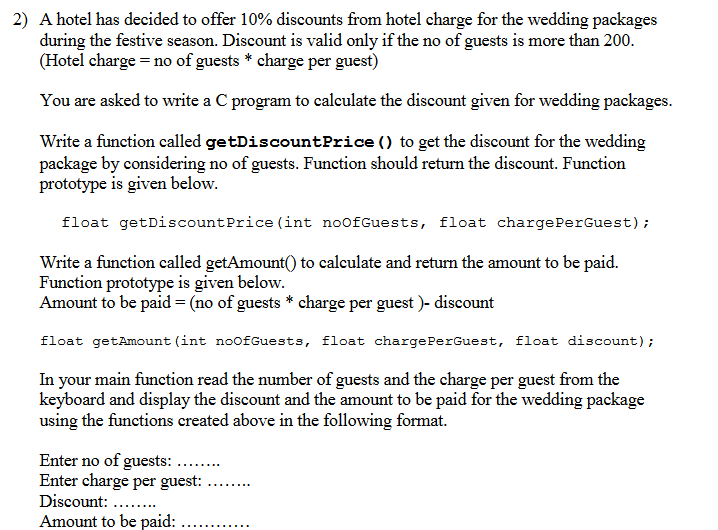 2) A hotel has decided to offer 10% discounts from hotel charge for the wedding packages
during the festive season. Discount is valid only if the no of guests is more than 200.
(Hotel charge = no of guests * charge per guest)
You are asked to write a C program to calculate the discount given for wedding packages.
Write a function called getDiscountPrice() to get the discount for the wedding
package by considering no of guests. Function should return the discount. Function
prototype is given below.
float getDiscountPrice(int noOfGuests, float chargePerGuest);
Write a function called getAmount() to calculate and return the amount to be paid.
Function prototype is given below.
Amount to be paid = (no of guests * charge per guest )- discount
float getAmount(int noOfGuests, float chargePerGuest, float discount);
In your main function read the number of guests and the charge per guest from the
keyboard and display the discount and the amount to be paid for the wedding package
using the functions created above in the following format.
Enter no of guests: ........
Enter charge per guest: ........
Discount: ........
Amount to be paid: ............